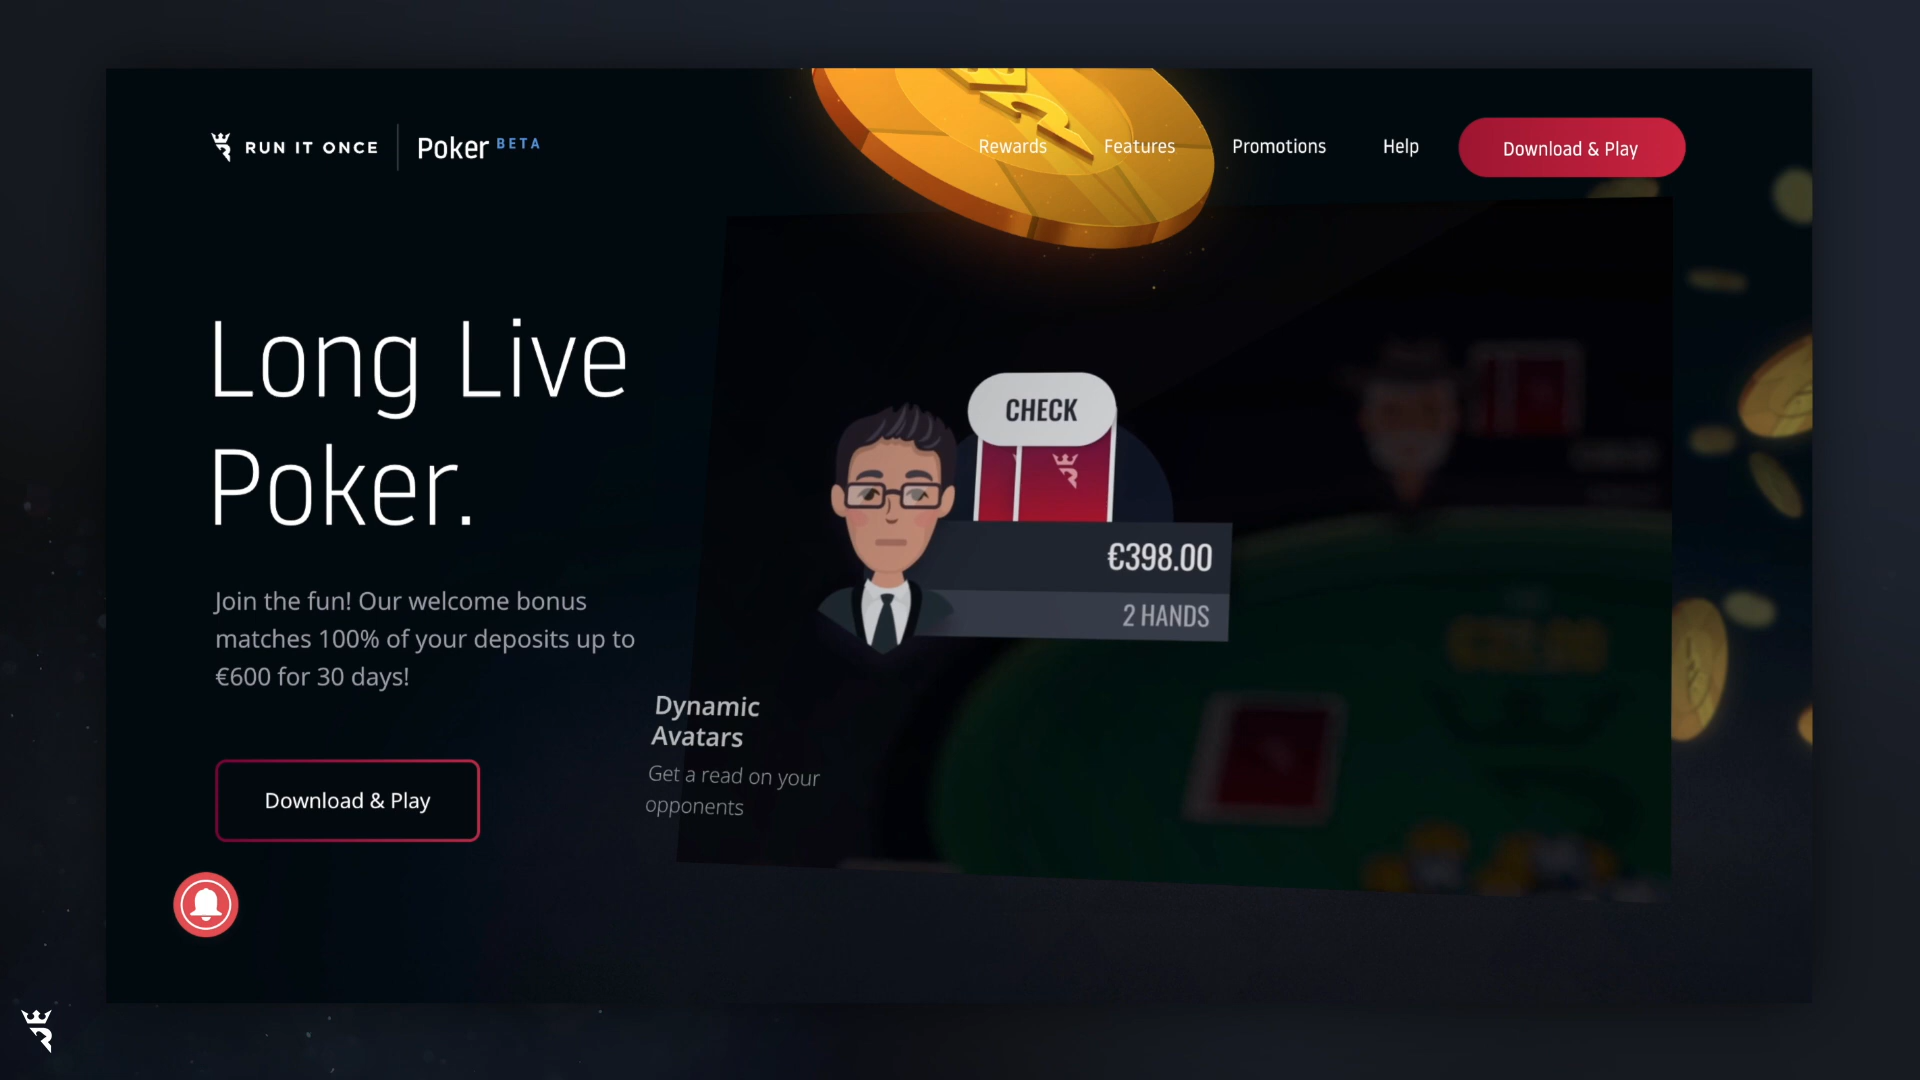 RUN IT ONCE
Poker BETA
Rewards
Features
Promotions
Help
Download & Play
Long Live
Poker.
Join the fun! Our welcome bonus
matches 100% of your deposits up to
€600 for 30 days!
Download & Play
CHECK
€398.00
2 HANDS
Dynamic
Avatars
Get a read on your
opponents